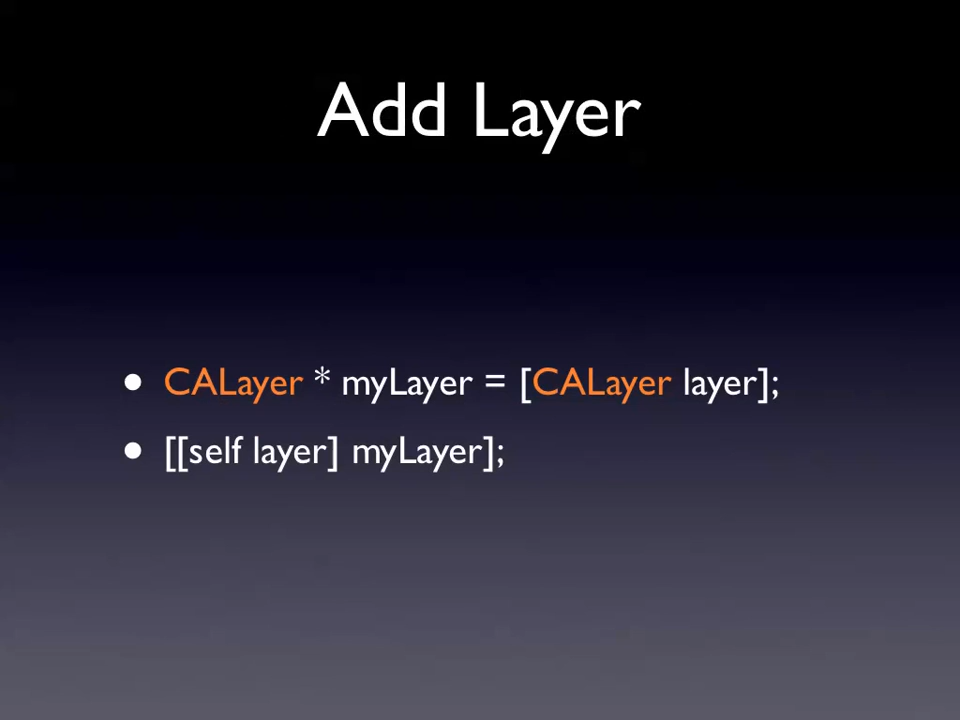 Add Layer
• CALayer * myLayer = [CALayer layer];
• [[self layer] myLayer];